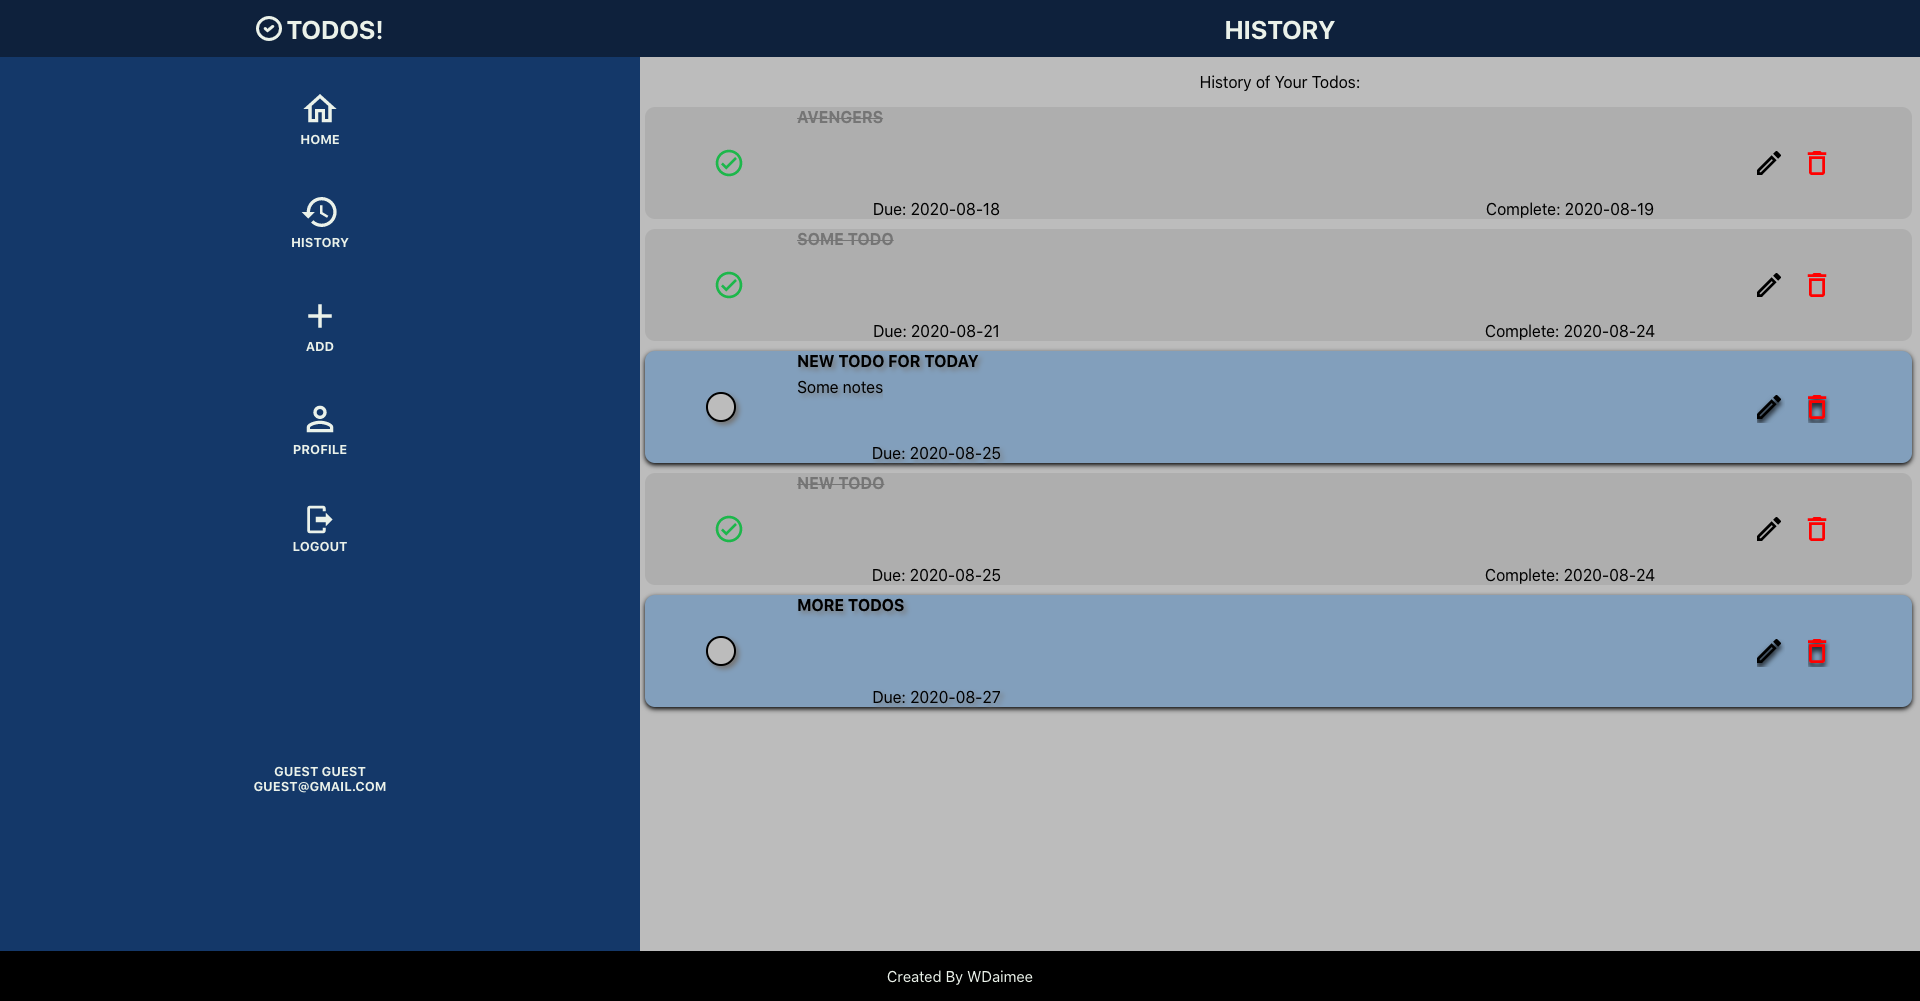 TODOS!
HISTORY
HOME
HISTORY
ADD
PROFILE
LOGOUT
GUEST GUEST
GUEST@GMAIL.COM
History of Your Todos:
AVENGERS
Due: 2020-08-18 Complete: 2020-08-19
SOME TODO
Due: 2020-08-21 Complete: 2020-08-24
NEW TODO FOR TODAY
Some notes
Due: 2020-08-25
NEW TODO
Due: 2020-08-25 Complete: 2020-08-24
MORE TODOS
Due: 2020-08-27
Created By WDaimee